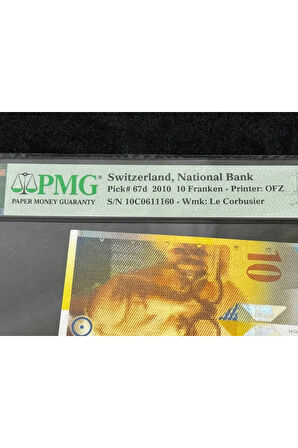 PMG
PAPER MONEY GUARANTY
Switzerland, National Bank
Pick# 67d 2010 10 Franken - Printer: OFZ
S/N 10C0611160 - Wmk: Le Corbusier
10